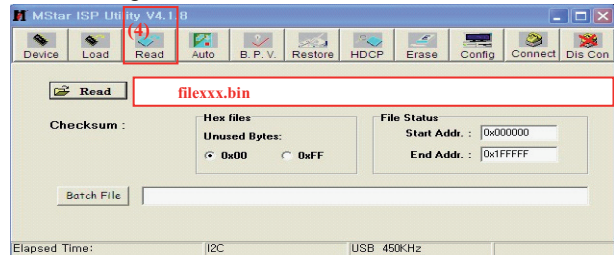 MStar ISP Utility V4.1.8
(4)
Device Load Read Auto B. P. V. Restore HDCP Erase Config Connect Dis Con
Read filexxx.bin
Checksum :
Hex files
Unused Bytes:
0x00 0xFF
File Status
Start Addr. : 0x000000
End Addr. : 0x1FFFFF
Batch File
Elapsed Time: I2C USB 450KHz